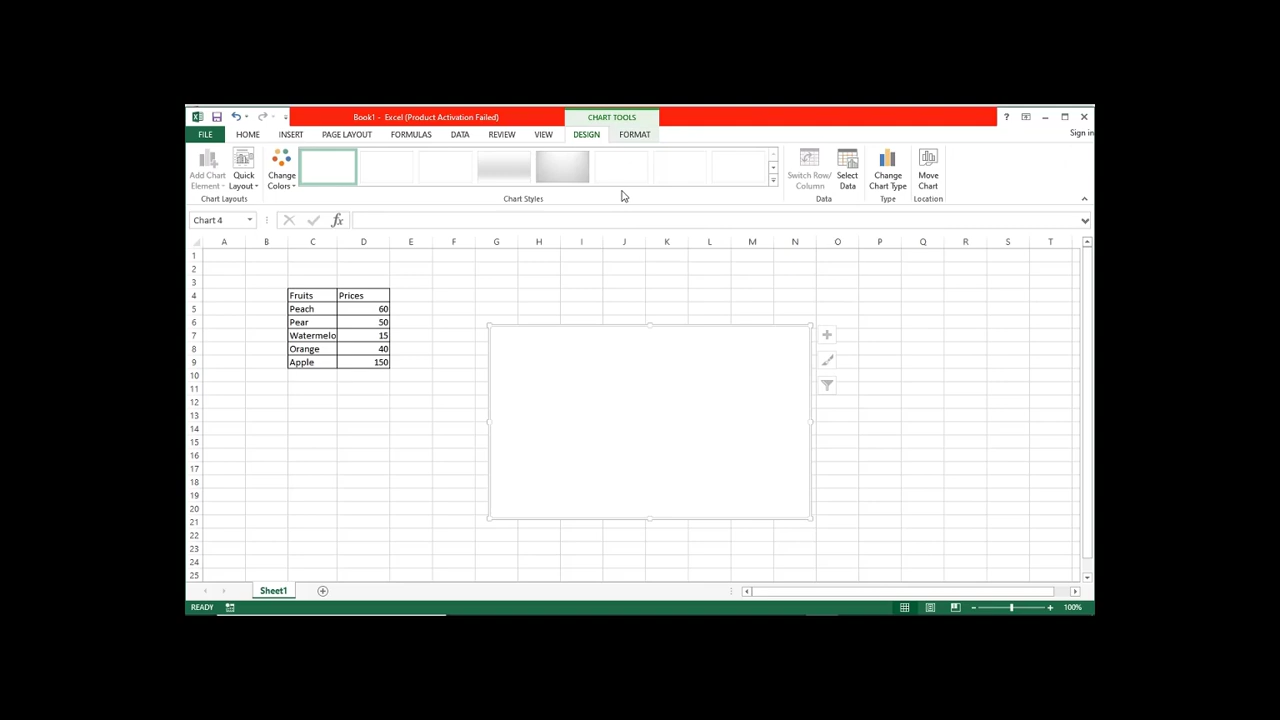 Book1 - Excel (Product Activation Failed)
CHART TOOLS
?
FILE HOME INSERT PAGE LAYOUT FORMULAS DATA REVIEW VIEW DESIGN FORMAT Sign in
Add Chart Element
Quick Layout
Change Colors
Switch Row/ Column
Select Data
Change Chart Type
Move Chart
Chart Layouts Chart Styles Data Type Location
Chart 4 fx
A B C D E F G H I J K L M N O P Q R S T
1
2
3
4 Fruits Prices
5 Peach 60
6 Pear 50
7 Watermelo 15
8 Orange 40
9 Apple 150
10
11
12
13
14
15
16
17
18
19
20
21
22
23
24
25
Sheet1
READY 100%